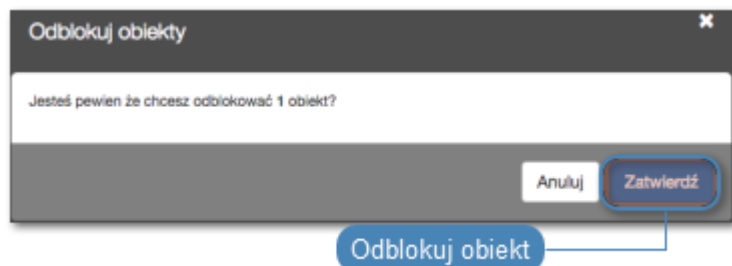 Odblokuj obiekty
Jesteś pewien że chcesz odblokować 1 obiekt?
Anuluj Zatwierdź
Odblokuj obiekt